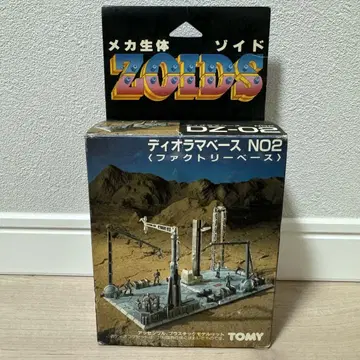 メカ生体 ゾイド
ZOIDS
DZ-02
ディオラマベース NO2
〈ファクトリーベース〉
TOMY